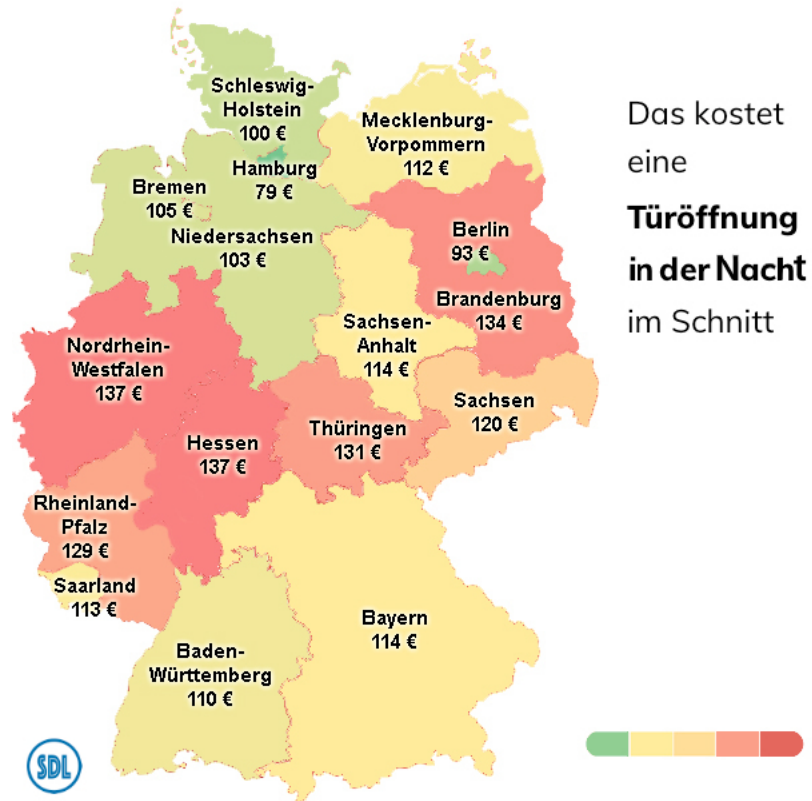 Schleswig-
Holstein
100 €
Hamburg
79 €
Mecklenburg-
Vorpommern
112 €
Bremen
105 €
Niedersachsen
103 €
Berlin
93 €
Brandenburg
134 €
Sachsen-
Anhalt
114 €
Nordrhein-
Westfalen
137 €
Hessen
137 €
Thüringen
131 €
Sachsen
120 €
Rheinland-
Pfalz
129 €
Saarland
113 €
Baden-
Württemberg
110 €
Bayern
114 €
Das kostet
eine
Türöffnung
in der Nacht
im Schnitt
SDL